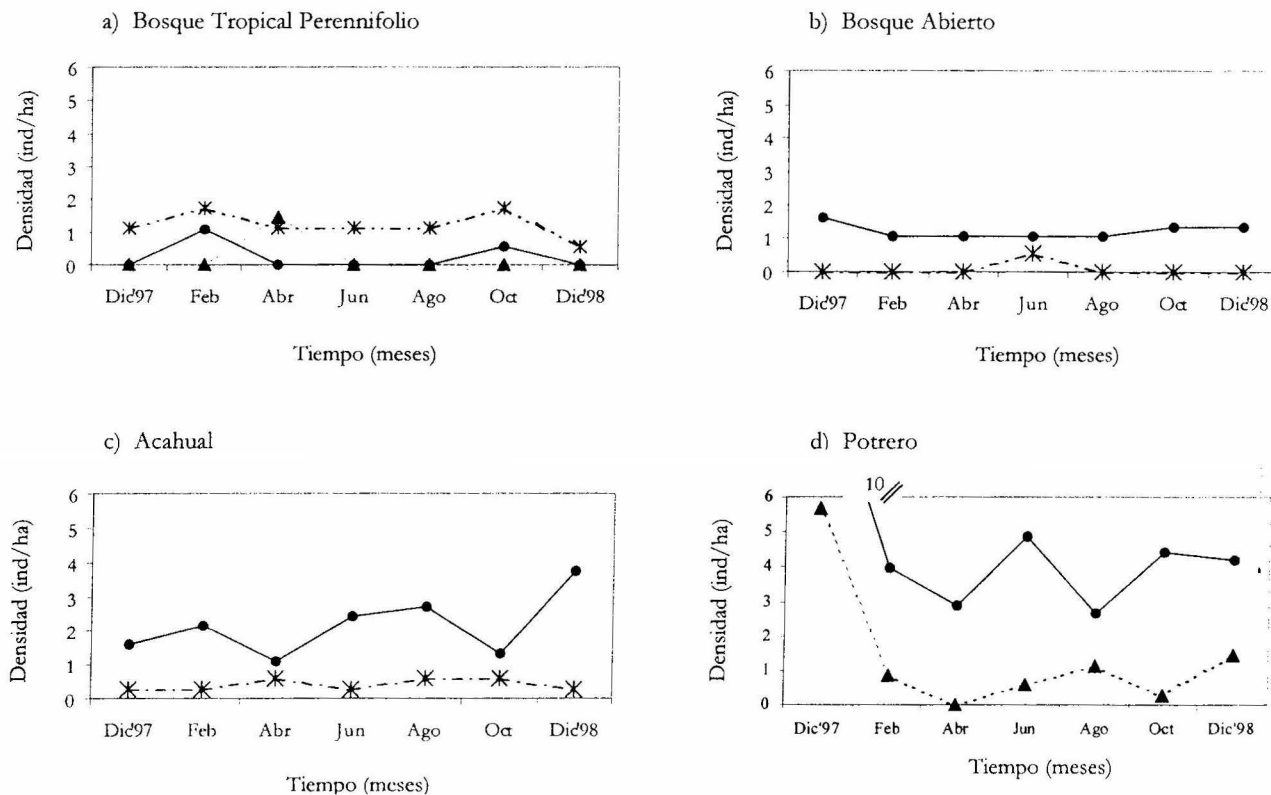 a) Bosque Tropical Perennifolio
Densidad (ind/ha)
6
5
4
3
2
1
0
Dic'97 Feb Abr Jun Ago Oct Dic'98
Tiempo (meses)
b) Bosque Abierto
Densidad (ind/ha)
6
5
4
3
2
1
0
Dic'97 Feb Abr Jun Ago Oct Dic'98
Tiempo (meses)
c) Acahual
Densidad (ind/ha)
6
5
4
3
2
1
0
Dic'97 Feb Abr Jun Ago Oct Dic'98
Tiempo (meses)
d) Potrero
10
Densidad (ind/ha)
6
5
4
3
2
1
0
Dic'97 Feb Abr Jun Ago Oct Dic'98
Tiempo (meses)